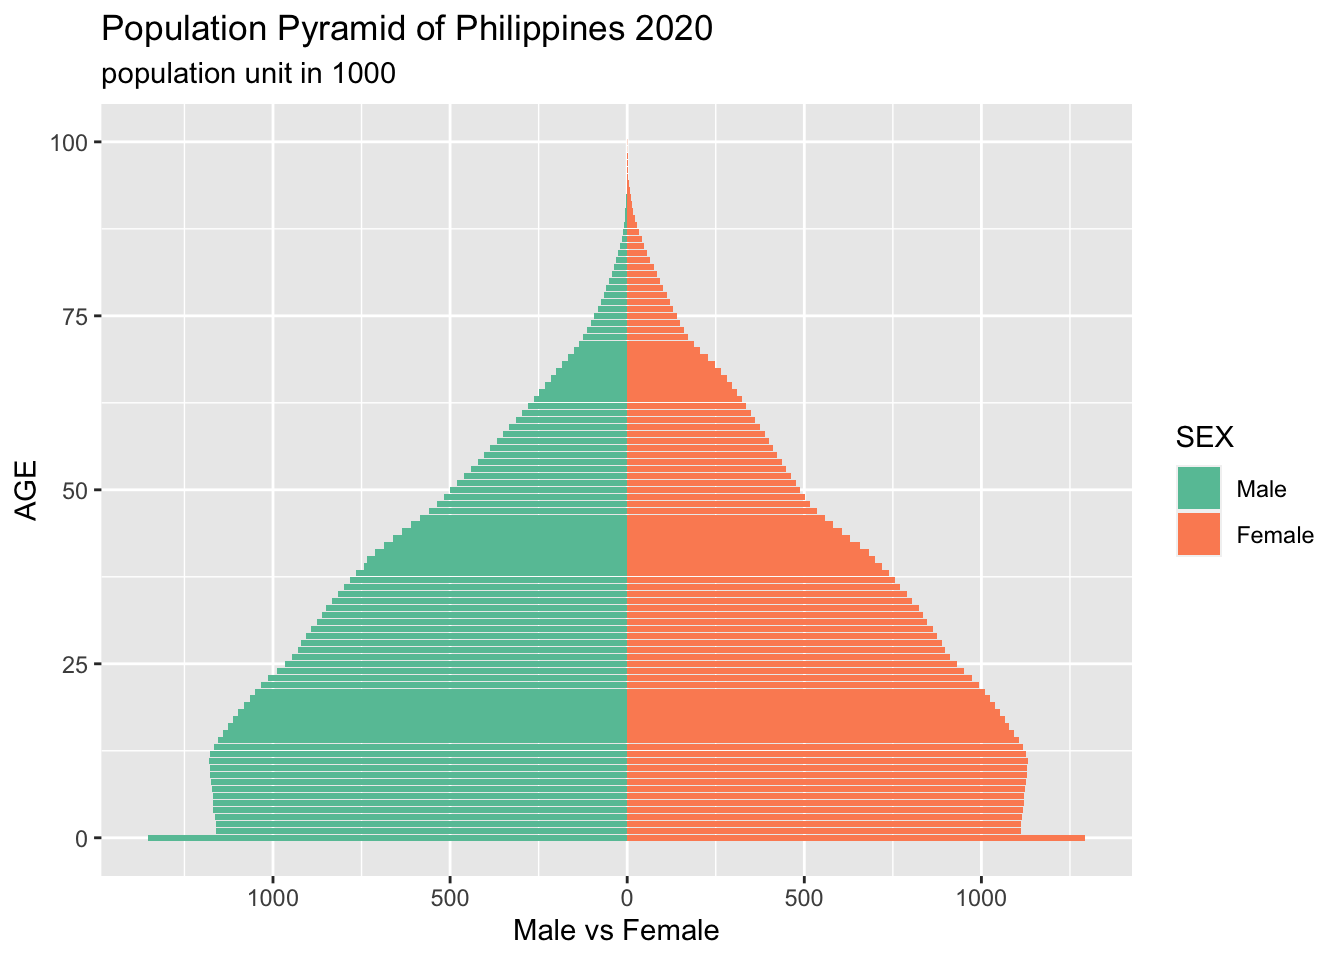 Population Pyramid of Philippines 2020
population unit in 1000
100
75
50
25
0
AGE
1000 500 0 500 1000
Male vs Female
SEX
Male
Female